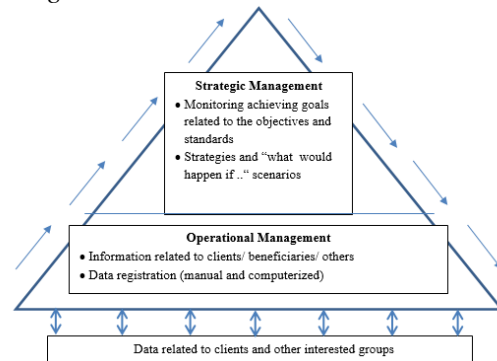 Strategic Management
• Monitoring achieving goals
related to the objectives and
standards
• Strategies and “what would
happen if ..“ scenarios
Operational Management
• Information related to clients/ beneficiaries/ others
• Data registration (manual and computerized)
Data related to clients and other interested groups